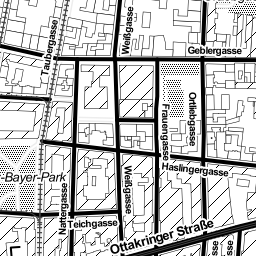 Weißgasse
Taubergasse
Geblergasse
Frauengasse
Ortliebgasse
Haslingergasse
-Bayer-Park
Nattergasse
Weißgasse
Teichgasse
Ottakringer Straße